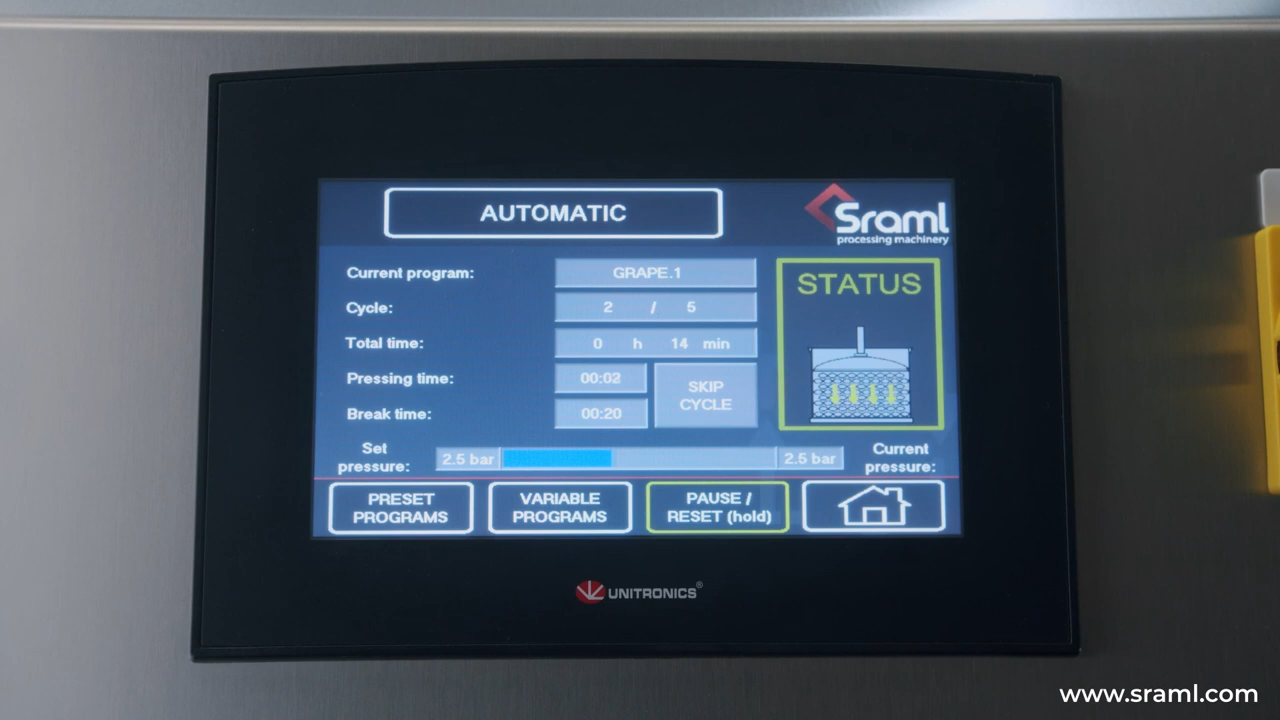 AUTOMATIC
Sraml
processing machinery
Current program: GRAPE.1
Cycle: 2 / 5
Total time: 0 h 14 min
Pressing time: 00:02
Break time: 00:20
SKIP
CYCLE
STATUS
Set
pressure: 2.5 bar 2.5 bar
Current
pressure:
PRESET
PROGRAMS
VARIABLE
PROGRAMS
PAUSE /
RESET (hold)
UNITRONICS®
www.sraml.com